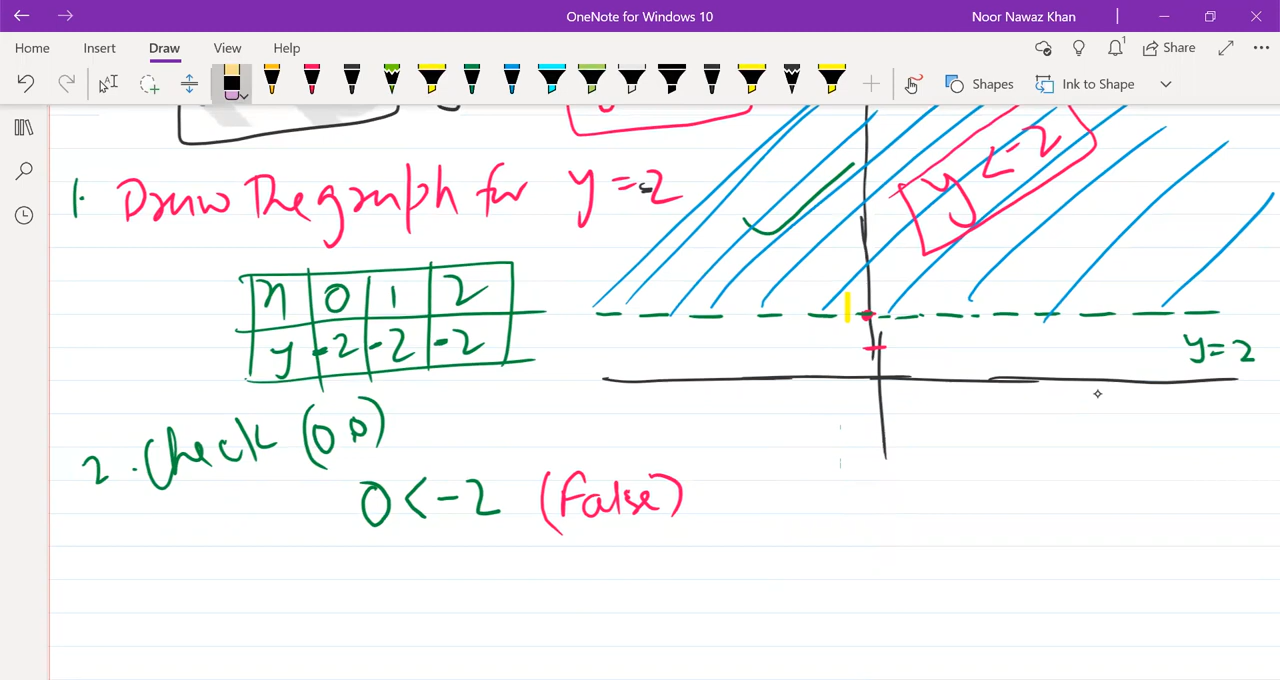 OneNote for Windows 10
Noor Nawaz Khan
Home Insert Draw View Help
Share
Shapes
Ink to Shape
1. Draw The graph for y = -2
x 0 1 2
y -2 -2 -2
2. Check (0 0)
0 < -2 (False)
y < -2
y = 2